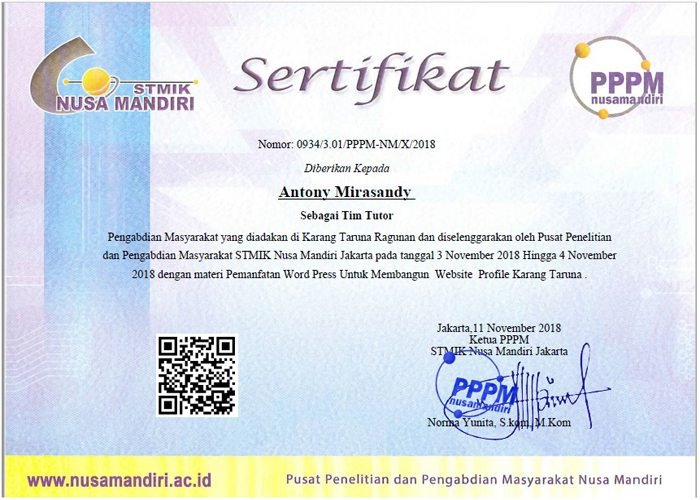 STMIK
NUSA MANDIRI
Sertifikat
PPPM
nusamandiri
Nomor: 0934/3.01/PPPM-NM/X/2018
Diberikan Kepada
Antony Mirasandy
Sebagai Tim Tutor
Pengabdian Masyarakat yang diadakan di Karang Taruna Ragunan dan diselenggarakan oleh Pusat Penelitian
dan Pengabdian Masyarakat STMIK Nusa Mandiri Jakarta pada tanggal 3 November 2018 Hingga 4 November
2018 dengan materi Pemanfatan Word Press Untuk Membangun Website Profile Karang Taruna .
Jakarta,11 November 2018
Ketua PPPM
STMIK Nusa Mandiri Jakarta
PPPM
nusamandiri
Norma Yunita, S.kom, M.Kom
www.nusamandiri.ac.id
Pusat Penelitian dan Pengabdian Masyarakat Nusa Mandiri